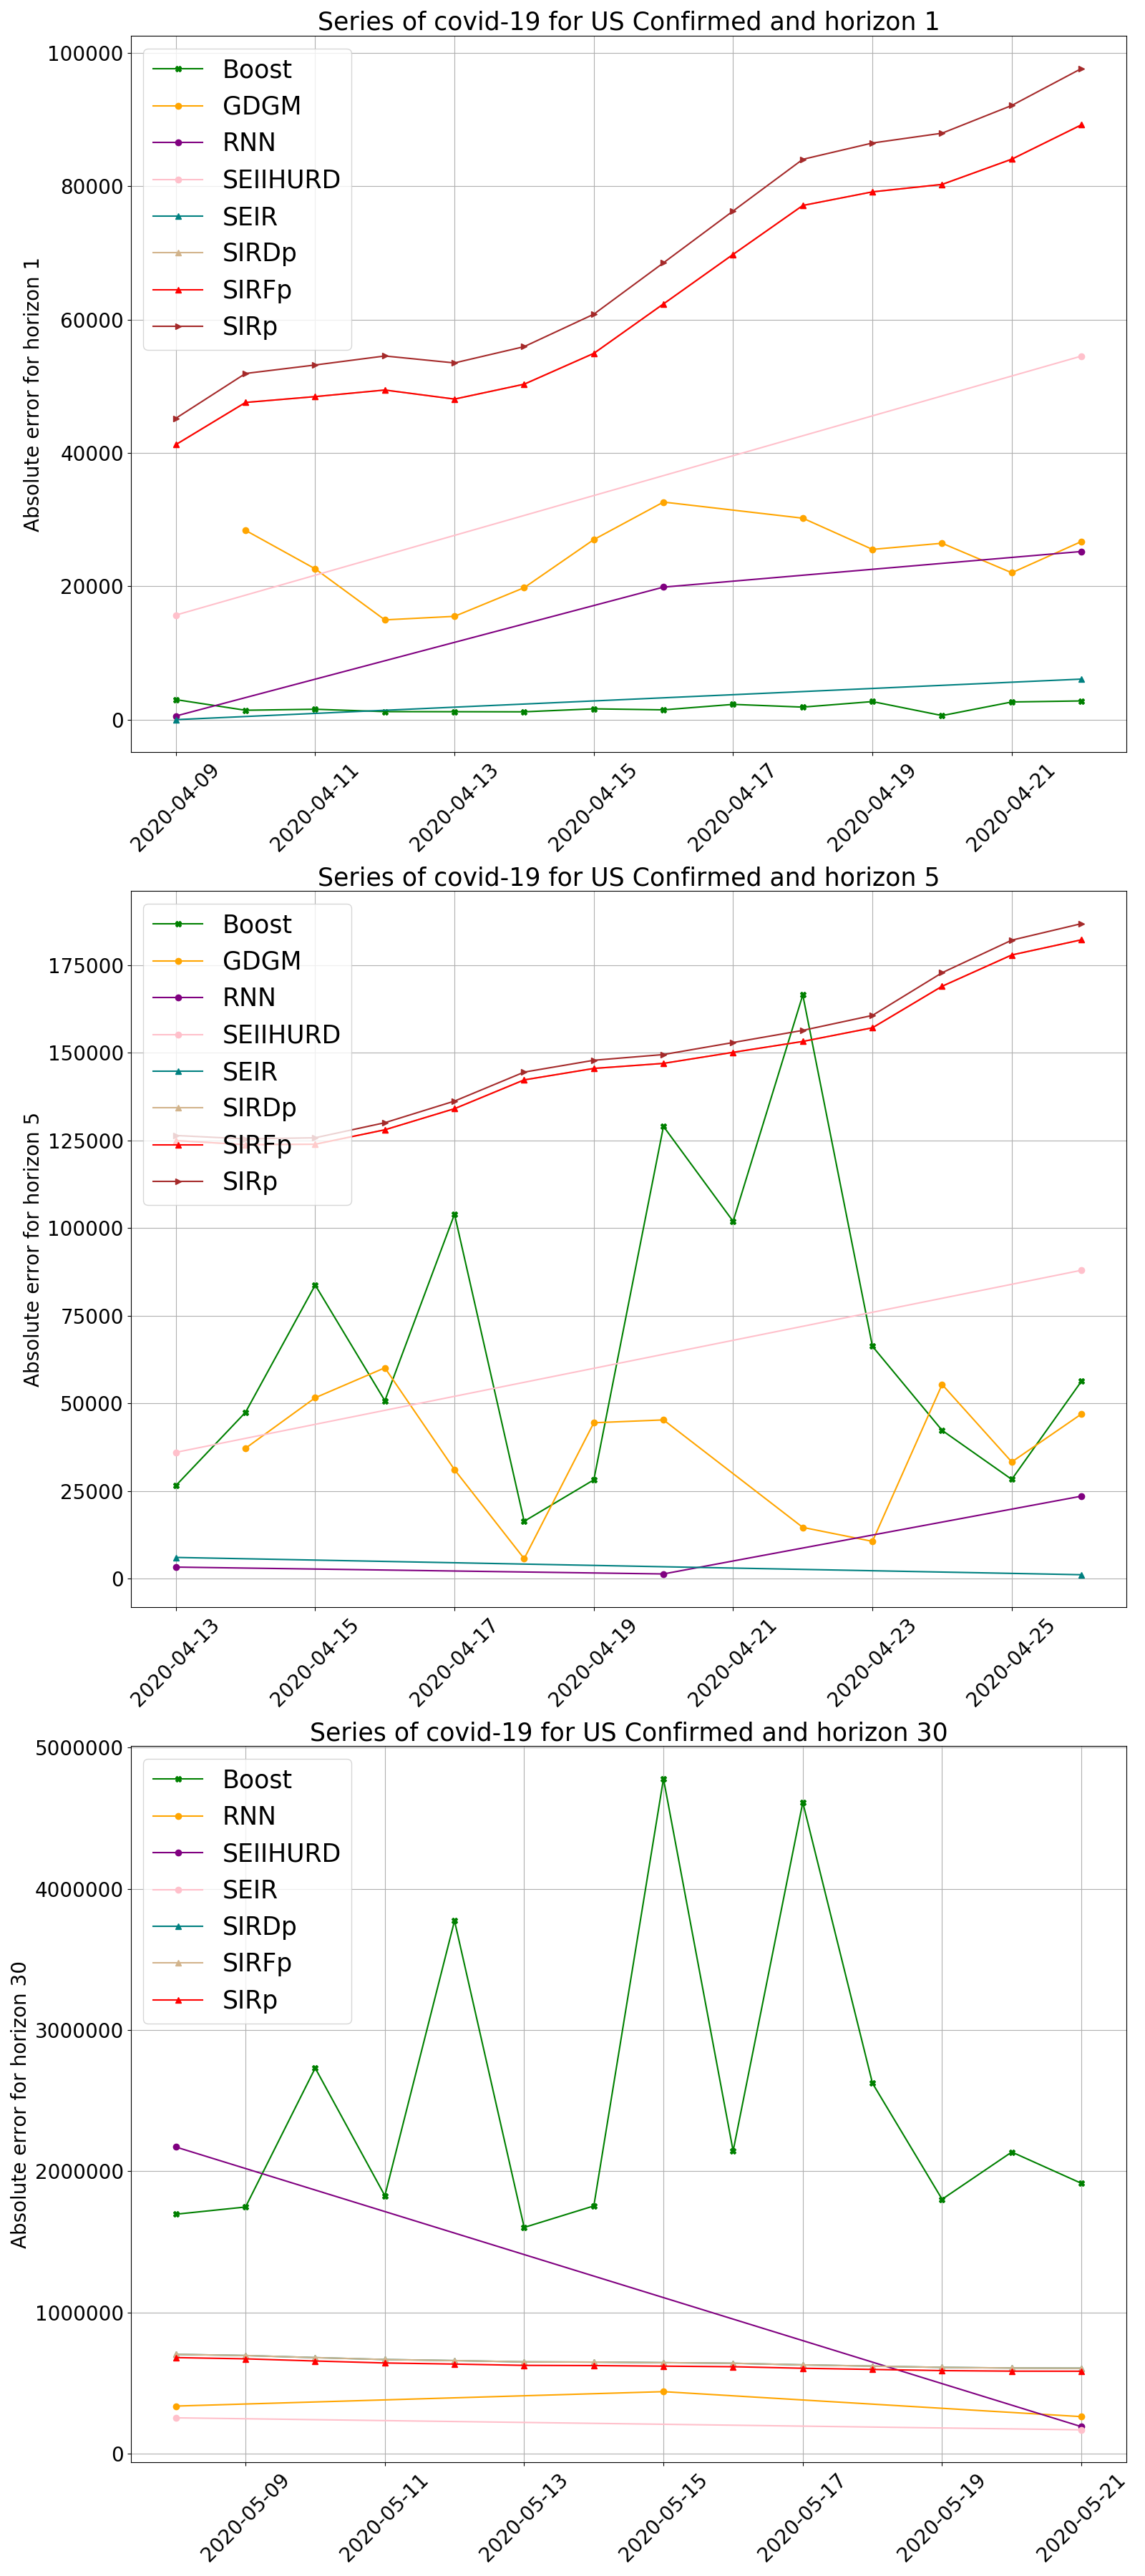 Series of covid-19 for US Confirmed and horizon 1
100000
80000
60000
40000
20000
0
Absolute error for horizon 1
Boost
GDGM
RNN
SEIIHURD
SEIR
SIRDp
SIRFp
SIRp
2020-04-09
2020-04-11
2020-04-13
2020-04-15
2020-04-17
2020-04-19
2020-04-21
Series of covid-19 for US Confirmed and horizon 5
175000
150000
125000
100000
75000
50000
25000
0
Absolute error for horizon 5
Boost
GDGM
RNN
SEIIHURD
SEIR
SIRDp
SIRFp
SIRp
2020-04-13
2020-04-15
2020-04-17
2020-04-19
2020-04-21
2020-04-23
2020-04-25
Series of covid-19 for US Confirmed and horizon 30
5000000
4000000
3000000
2000000
1000000
0
Absolute error for horizon 30
Boost
RNN
SEIIHURD
SEIR
SIRDp
SIRFp
SIRp
2020-05-09
2020-05-11
2020-05-13
2020-05-15
2020-05-17
2020-05-19
2020-05-21